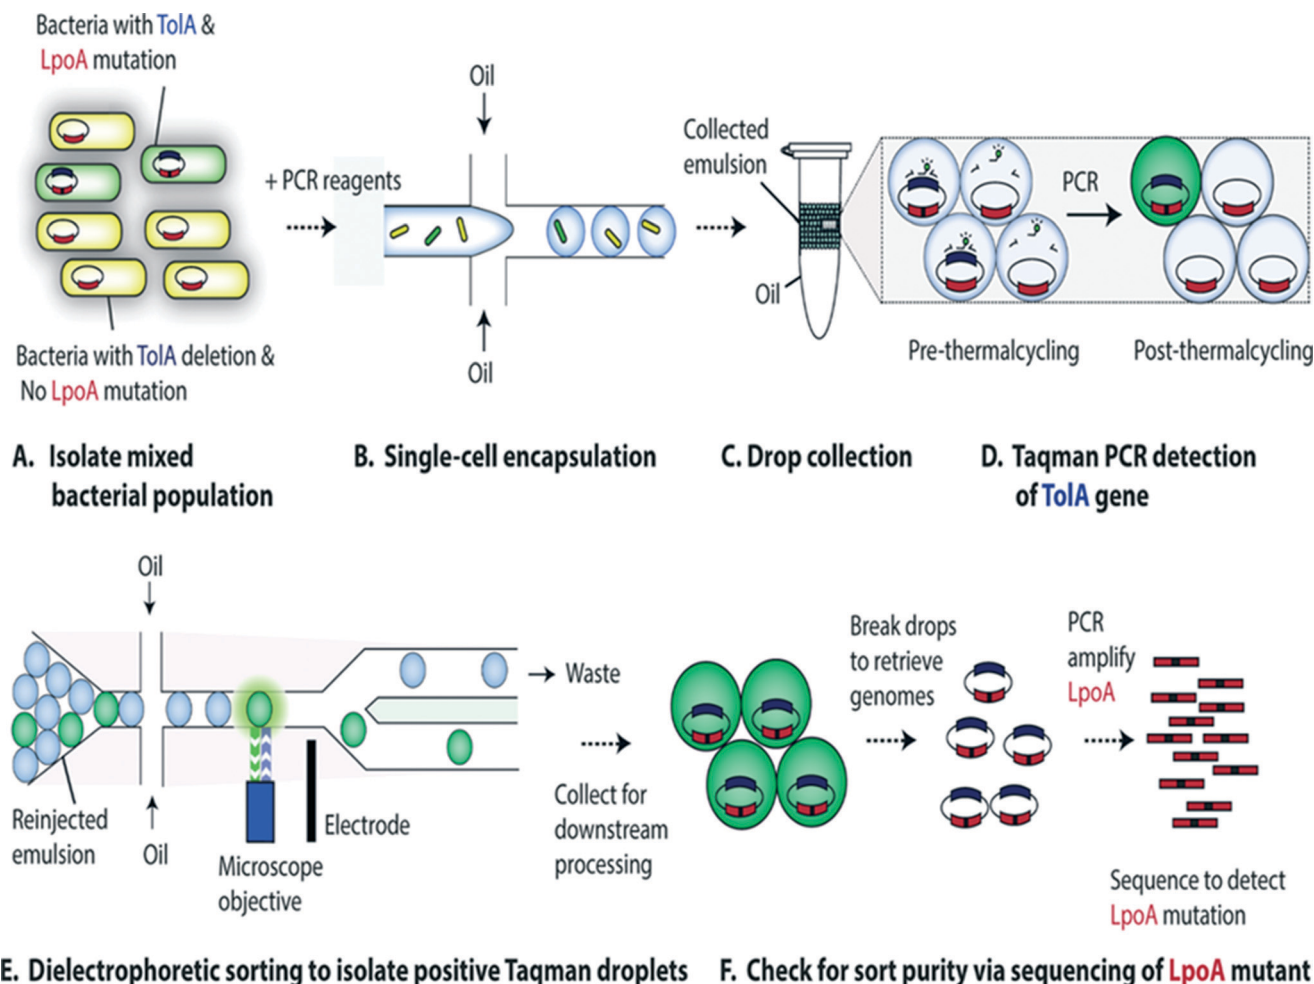 Bacteria with TolA &
LpoA mutation
+ PCR reagents
Bacteria with TolA deletion &
No LpoA mutation
Oil
Oil
Collected
emulsion
Oil
PCR
Pre-thermalcycling
Post-thermalcycling
A. Isolate mixed
bacterial population
B. Single-cell encapsulation
C. Drop collection
D. Taqman PCR detection
of TolA gene
Oil
Reinjected
emulsion
Oil
Microscope
objective
Electrode
Waste
Collect for
downstream
processing
Break drops
to retrieve
genomes
PCR
amplify
LpoA
Sequence to detect
LpoA mutation
E. Dielectrophoretic sorting to isolate positive Taqman droplets
F. Check for sort purity via sequencing of LpoA mutant